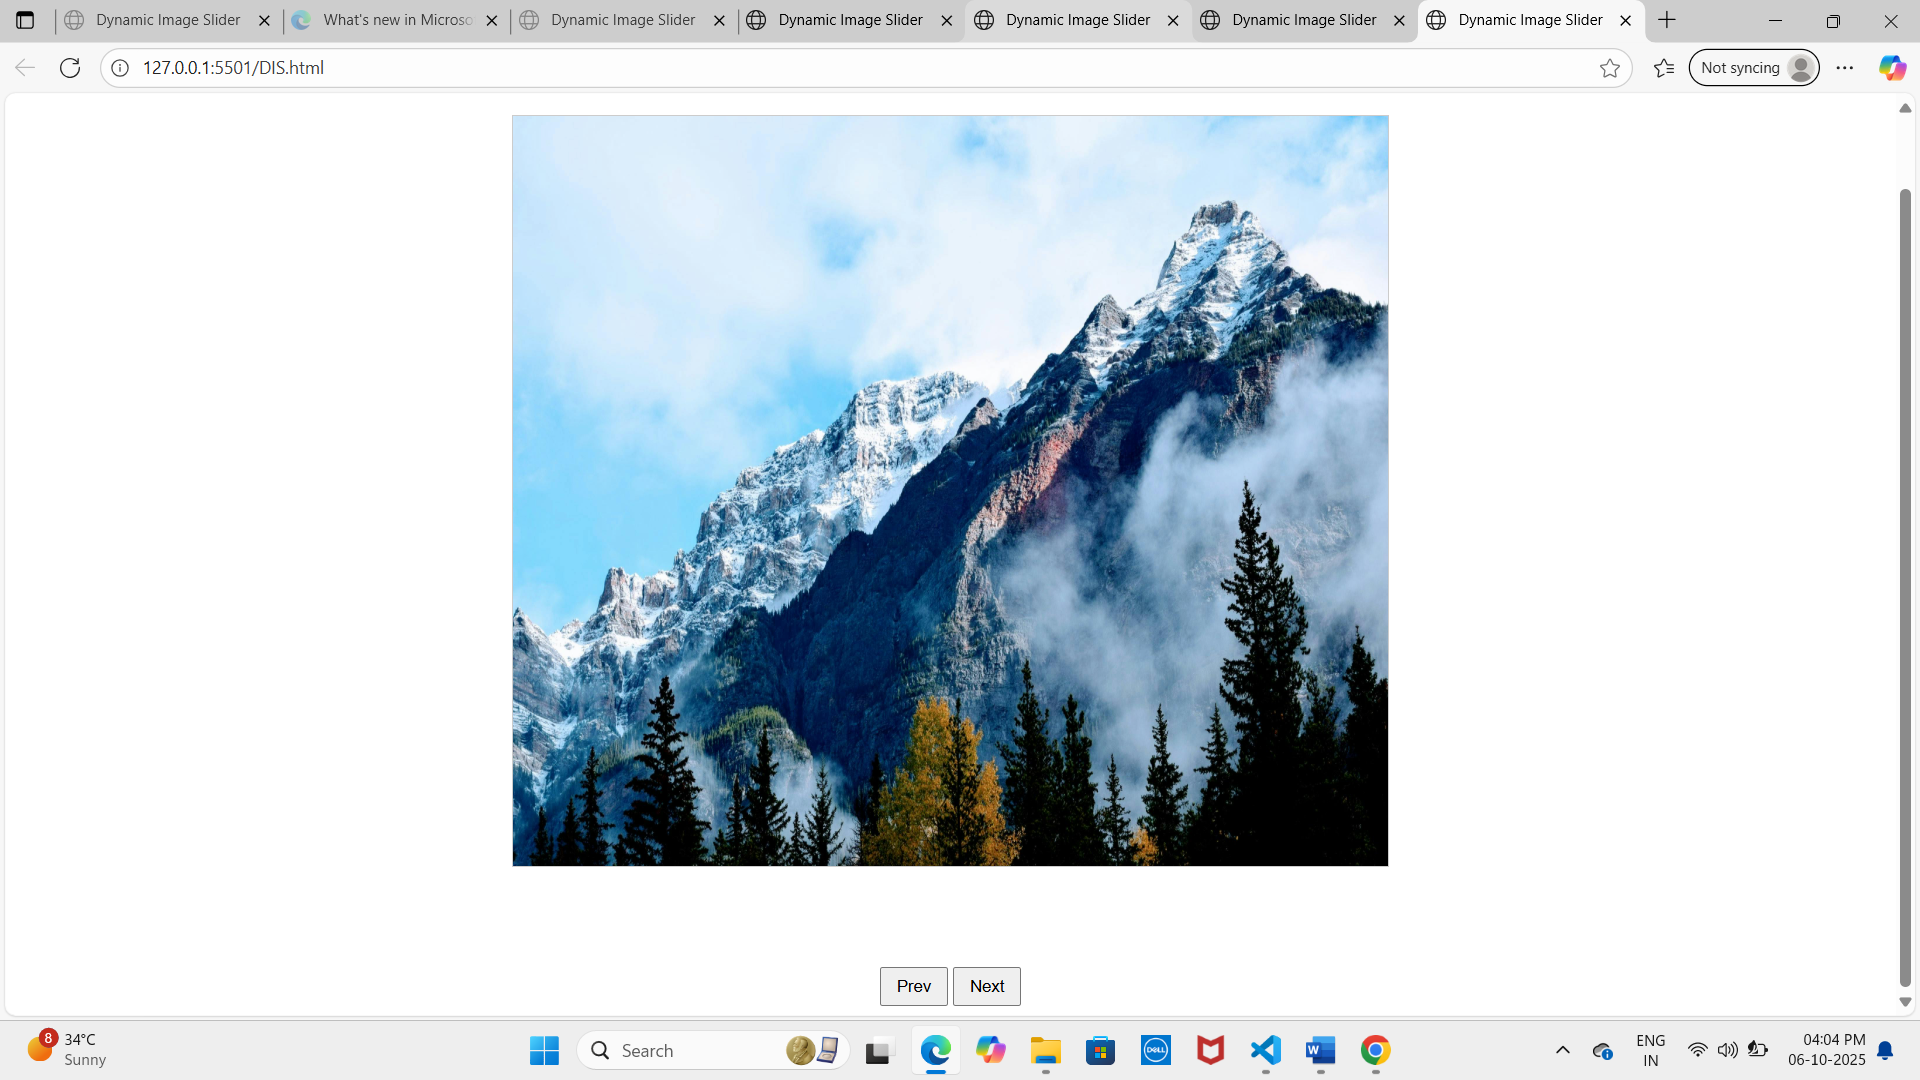 Dynamic Image Slider
What's new in Microso
Dynamic Image Slider
Dynamic Image Slider
Dynamic Image Slider
Dynamic Image Slider
Dynamic Image Slider
127.0.0.1:5501/DIS.html
Not syncing
Prev Next
8
34°C
Sunny
Search
DELL
W
ENG
IN
04:04 PM
06-10-2025